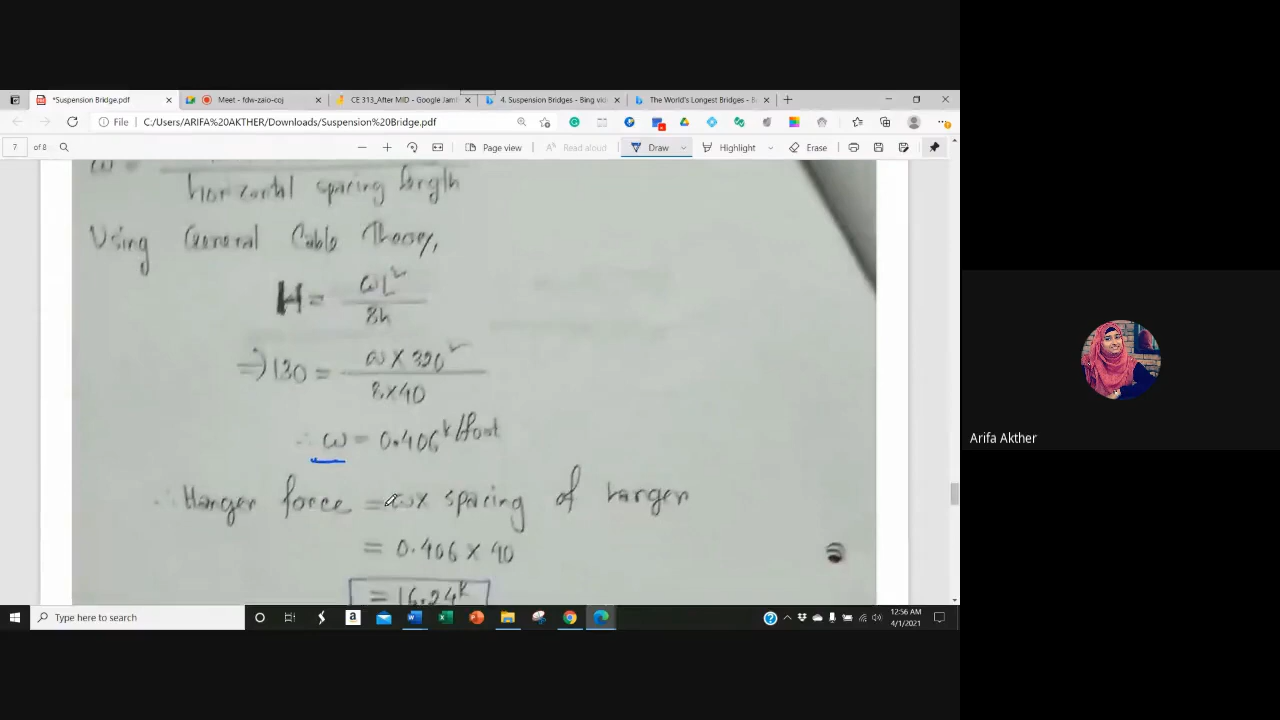 *Suspension Bridge.pdf
Meet - fdw-zaio-coj
CE 313_After MID - Google Jam
4. Suspension Bridges - Bing vid
The World's Longest Bridges - B
File
C:/Users/ARIFA%20AKTHER/Downloads/Suspension%20Bridge.pdf
7 of 8
Page view
Read aloud
Draw
Highlight
Erase
ω =
horizontal spacing length
Using General Cable Theory,
H = ωL²/8h
⇒ 130 = ω × 320²/8×40
∴ ω = 0.406 k/foot
∴ Hanger force = ω× spacing of hanger
= 0.406 × 40
= 16.24k
Arifa Akther
Type here to search
12:56 AM
4/1/2021